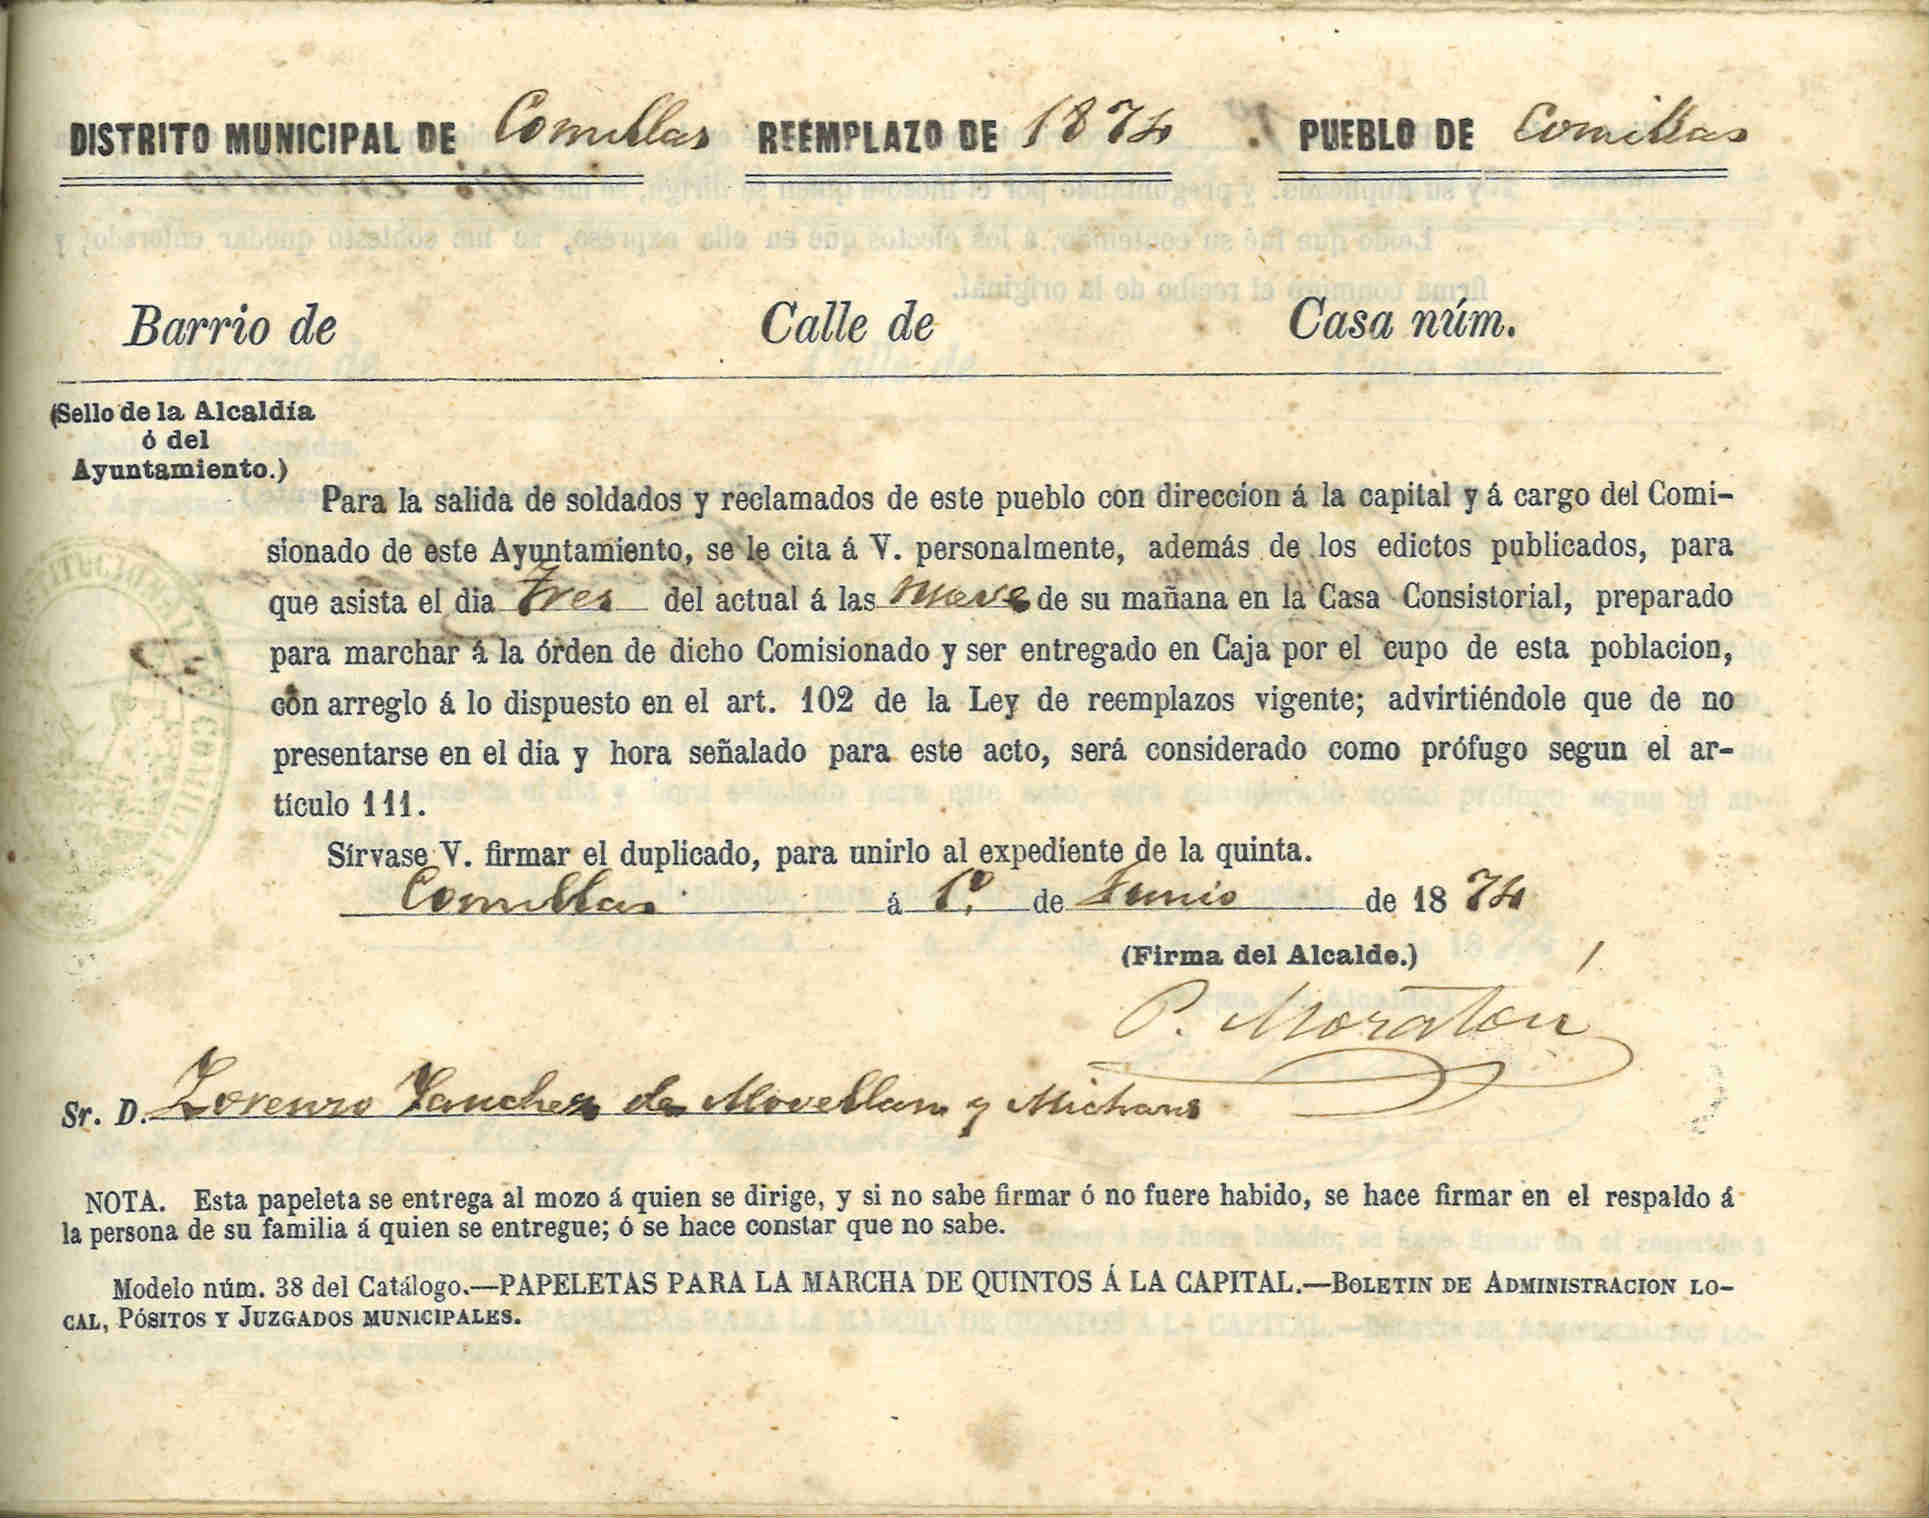 DISTRITO MUNICIPAL DE Comillas REEMPLAZO DE 1874. PUEBLO DE Comillas
Barrio de Calle de Casa núm.
(Sello de la Alcaldía
ó del
Ayuntamiento.)
Para la salida de soldados y reclamados de este pueblo con direccion á la capital y á cargo del Comi-
sionado de este Ayuntamiento, se le cita á V. personalmente, además de los edictos publicados, para
que asista el dia tres del actual á las nueve de su mañana en la Casa Consistorial, preparado
para marchar á la órden de dicho Comisionado y ser entregado en Caja por el cupo de esta poblacion,
con arreglo á lo dispuesto en el art. 102 de la Ley de reemplazos vigente; advirtiéndole que de no
presentarse en el dia y hora señalado para este acto, será considerado como prófugo segun el ar-
tículo 111.
Sírvase V. firmar el duplicado, para unirlo al expediente de la quinta.
Comillas á 1º. de Junio de 1874
(Firma del Alcalde.)
P. Moratón
Sr. D. Lorenzo Sanchez de Movellan y Michans
NOTA. Esta papeleta se entrega al mozo á quien se dirige, y si no sabe firmar ó no fuere habido, se hace firmar en el respaldo á
la persona de su familia á quien se entregue; ó se hace constar que no sabe.
Modelo núm. 38 del Catálogo.—PAPELETAS PARA LA MARCHA DE QUINTOS Á LA CAPITAL.—BOLETIN DE ADMINISTRACION LO-
CAL, PÓSITOS Y JUZGADOS MUNICIPALES.